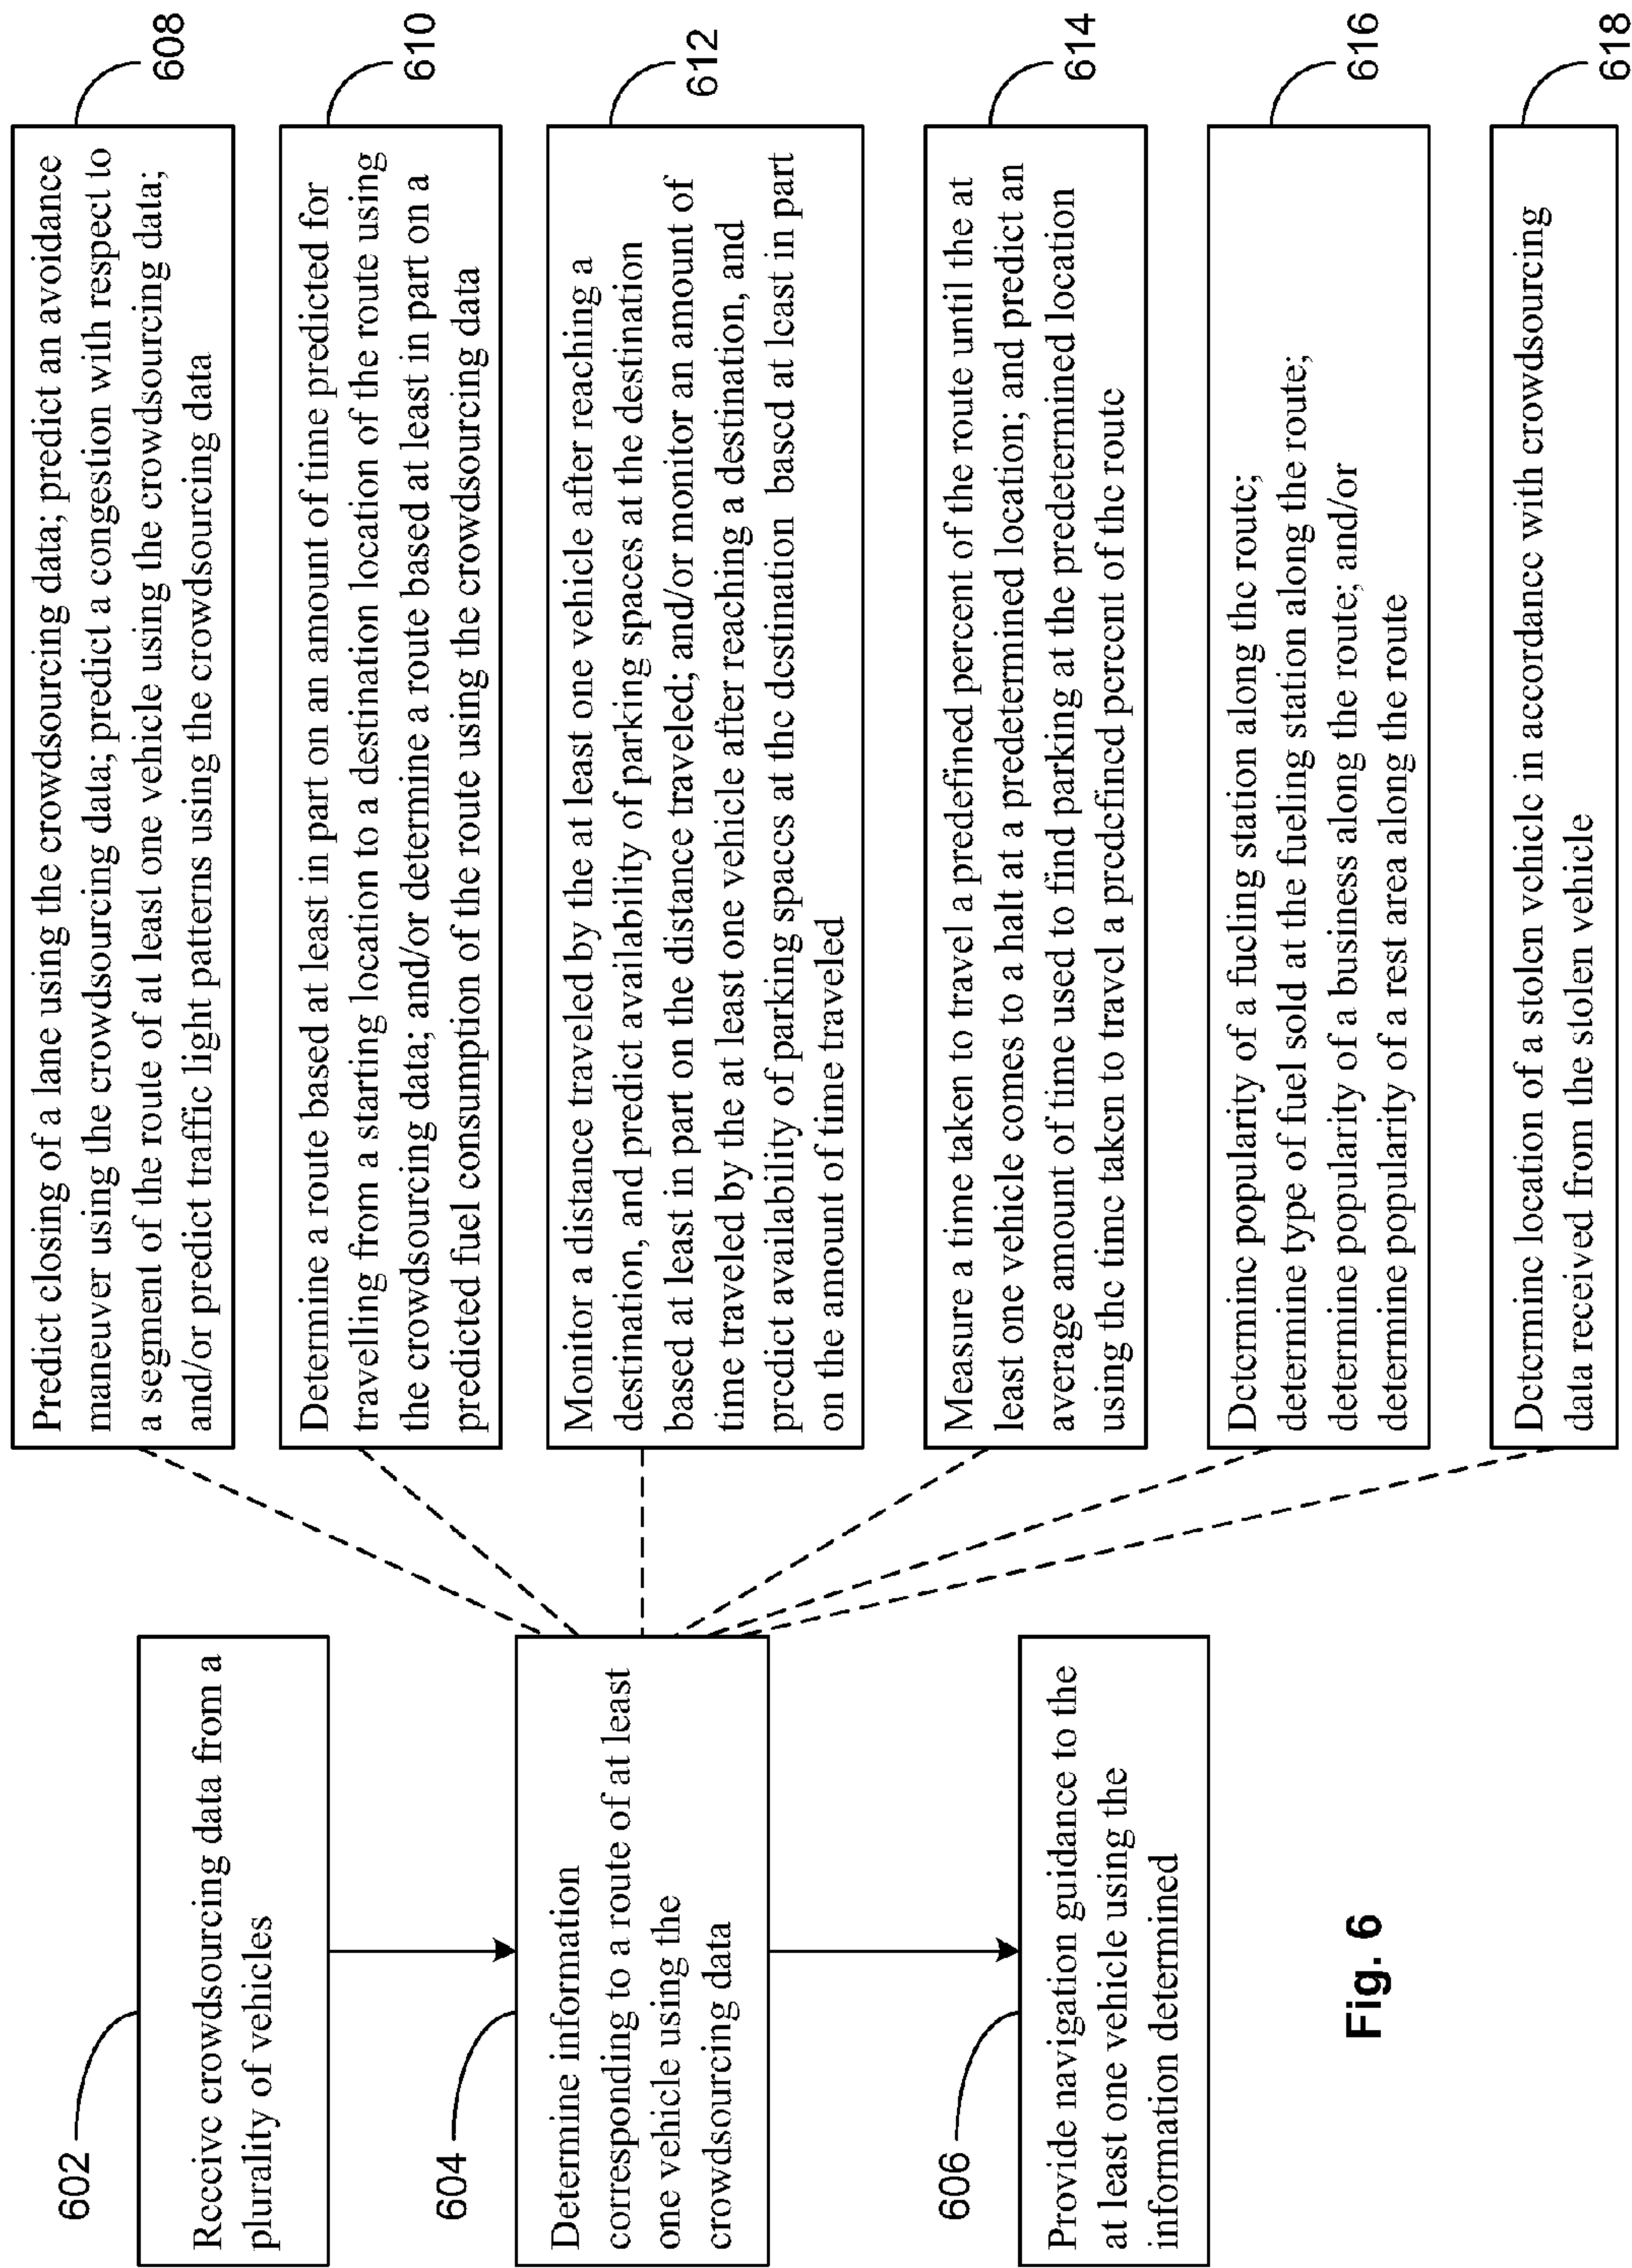 602
Receive crowdsourcing data from a
plurality of vehicles
604
Determine information
corresponding to a route of at least
one vehicle using the
crowdsourcing data
606
Provide navigation guidance to the
at least one vehicle using the
information determined
Predict closing of a lane using the crowdsourcing data; predict an avoidance
maneuver using the crowdsourcing data; predict a congestion with respect to
a segment of the route of at least one vehicle using the crowdsourcing data;
and/or predict traffic light patterns using the crowdsourcing data
608
Determine a route based at least in part on an amount of time predicted for
travelling from a starting location to a destination location of the route using
the crowdsourcing data; and/or determine a route based at least in part on a
predicted fuel consumption of the route using the crowdsourcing data
610
Monitor a distance traveled by the at least one vehicle after reaching a
destination, and predict availability of parking spaces at the destination
based at least in part on the distance traveled; and/or monitor an amount of
time traveled by the at least one vehicle after reaching a destination, and
predict availability of parking spaces at the destination based at least in part
on the amount of time traveled
612
Measure a time taken to travel a predefined percent of the route until the at
least one vehicle comes to a halt at a predetermined location; and predict an
average amount of time used to find parking at the predetermined location
using the time taken to travel a predefined percent of the route
614
Determine popularity of a fueling station along the route;
determine type of fuel sold at the fueling station along the route;
determine popularity of a business along the route; and/or
determine popularity of a rest area along the route
616
Determine location of a stolen vehicle in accordance with crowdsourcing
data received from the stolen vehicle
618
Fig. 6